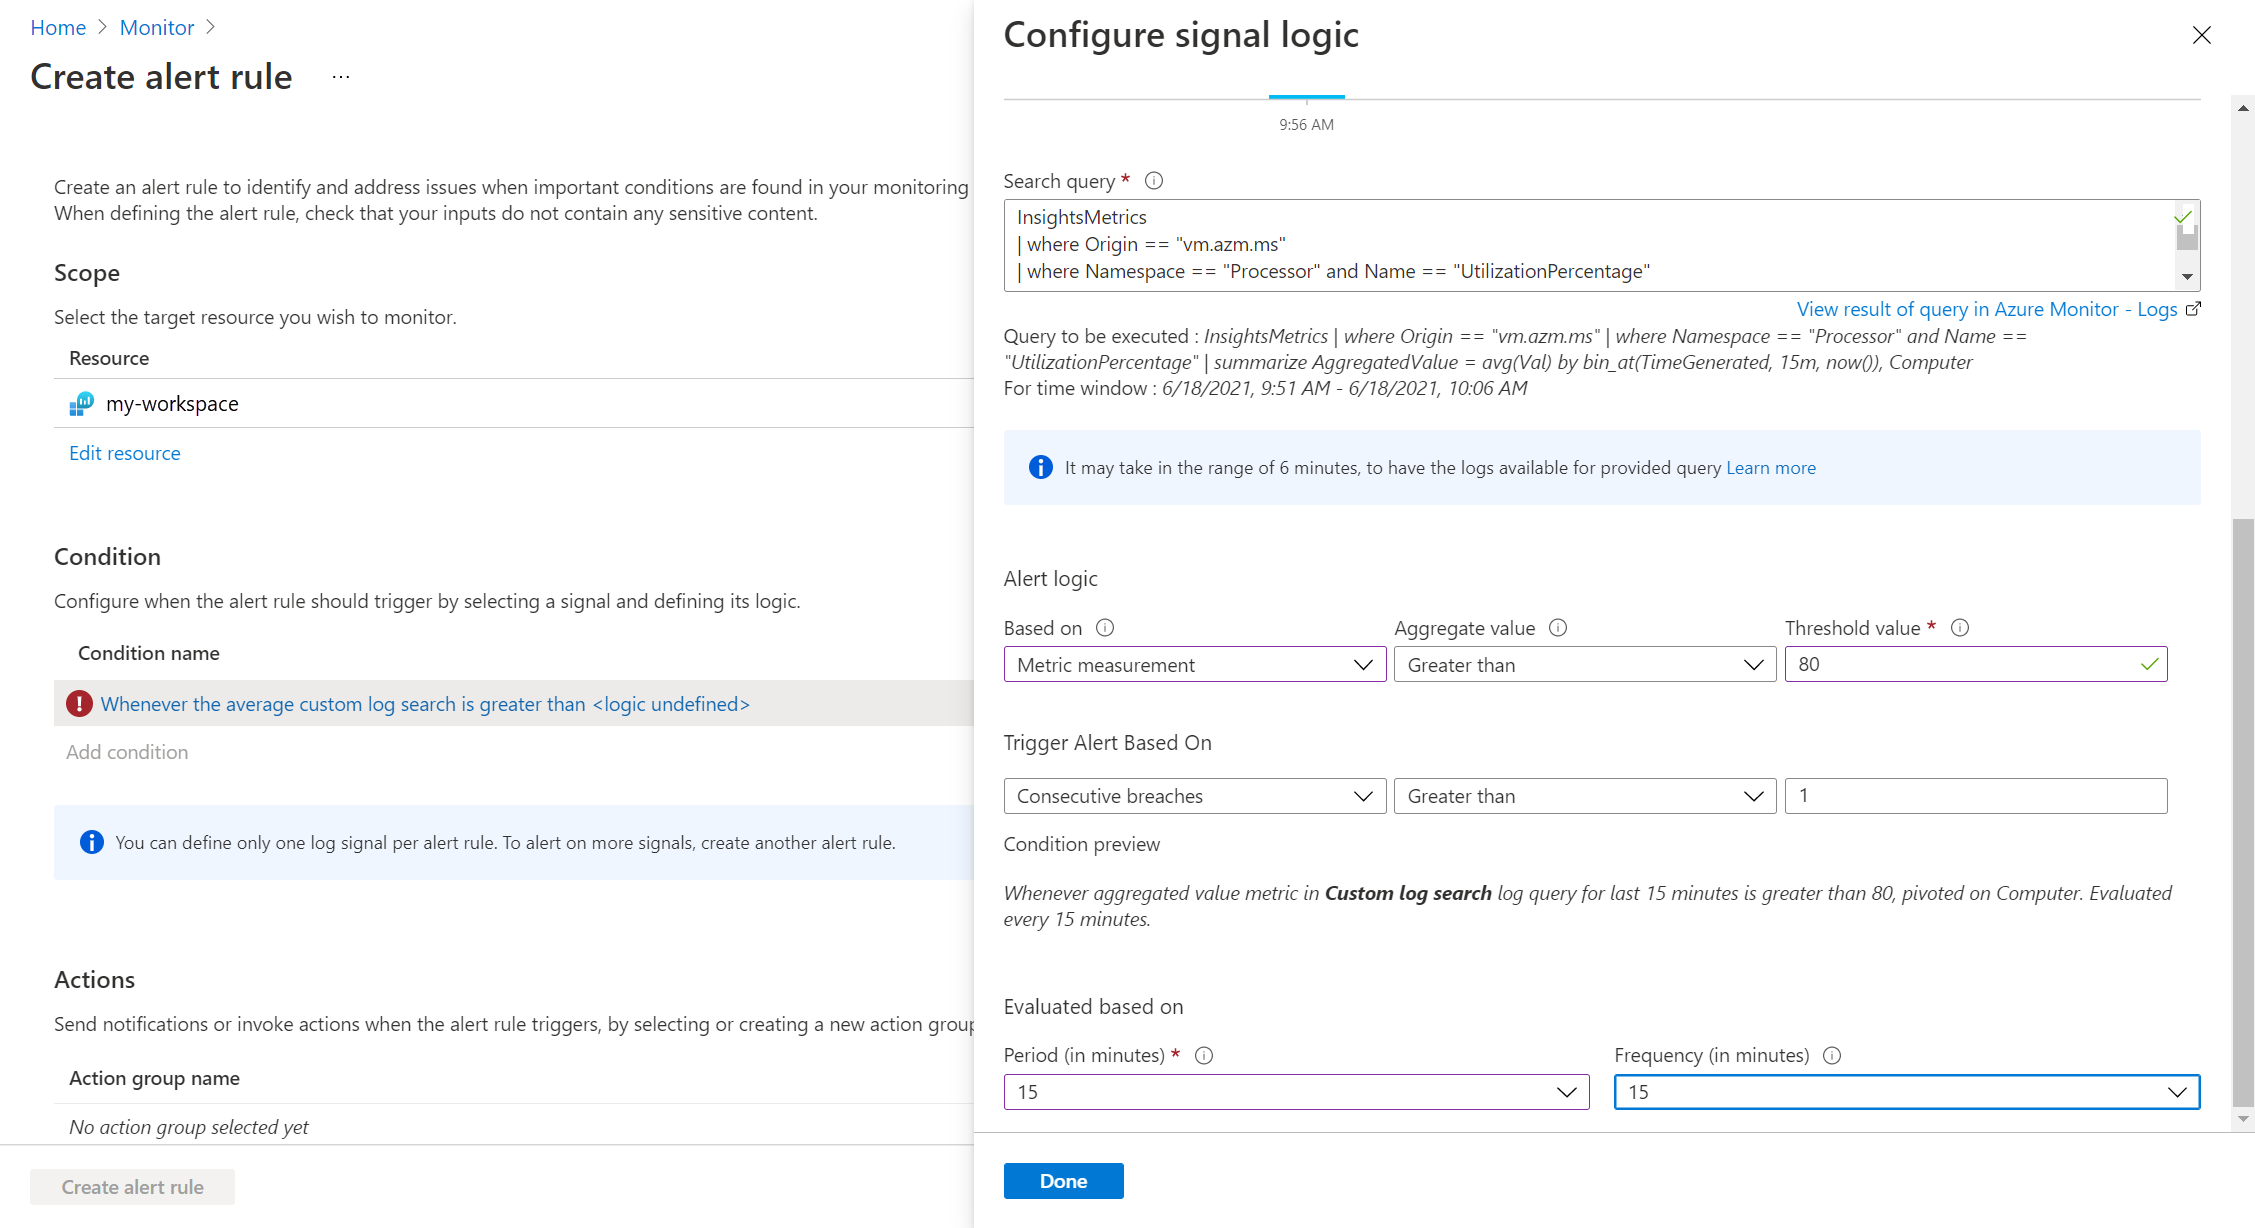 Home > Monitor >
Create alert rule ...
Create an alert rule to identify and address issues when important conditions are found in your monitoring
When defining the alert rule, check that your inputs do not contain any sensitive content.
Scope
Select the target resource you wish to monitor.
Resource
my-workspace
Edit resource
Condition
Configure when the alert rule should trigger by selecting a signal and defining its logic.
Condition name
Whenever the average custom log search is greater than <logic undefined>
Add condition
You can define only one log signal per alert rule. To alert on more signals, create another alert rule.
Actions
Send notifications or invoke actions when the alert rule triggers, by selecting or creating a new action group
Action group name
No action group selected yet
Create alert rule
Configure signal logic
9:56 AM
Search query *
InsightsMetrics
| where Origin == "vm.azm.ms"
| where Namespace == "Processor" and Name == "UtilizationPercentage"
View result of query in Azure Monitor - Logs
Query to be executed : InsightsMetrics | where Origin == "vm.azm.ms" | where Namespace == "Processor" and Name ==
"UtilizationPercentage" | summarize AggregatedValue = avg(Val) by bin_at(TimeGenerated, 15m, now()), Computer
For time window : 6/18/2021, 9:51 AM - 6/18/2021, 10:06 AM
It may take in the range of 6 minutes, to have the logs available for provided query Learn more
Alert logic
Based on Aggregate value Threshold value *
Metric measurement Greater than 80
Trigger Alert Based On
Consecutive breaches Greater than 1
Condition preview
Whenever aggregated value metric in Custom log search log query for last 15 minutes is greater than 80, pivoted on Computer. Evaluated
every 15 minutes.
Evaluated based on
Period (in minutes) * Frequency (in minutes)
15 15
Done